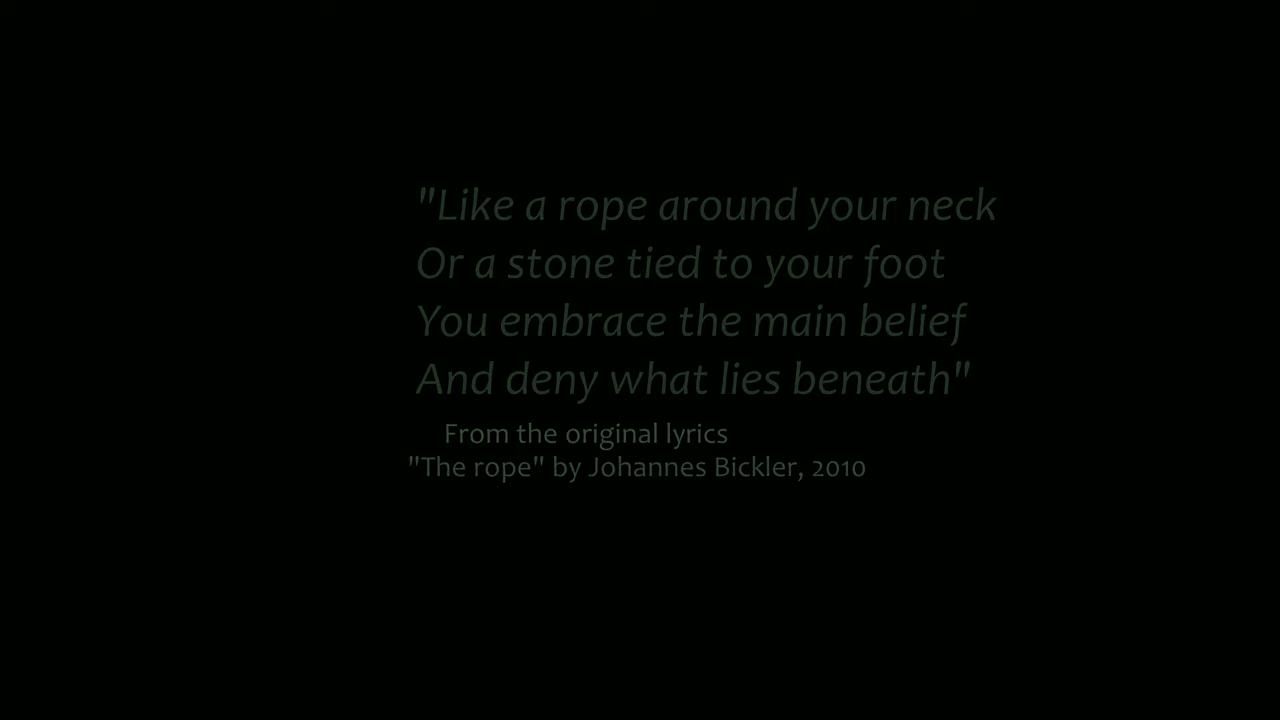 "Like a rope around your neck
Or a stone tied to your foot
You embrace the main belief
And deny what lies beneath"
From the original lyrics
"The rope" by Johannes Bickler, 2010